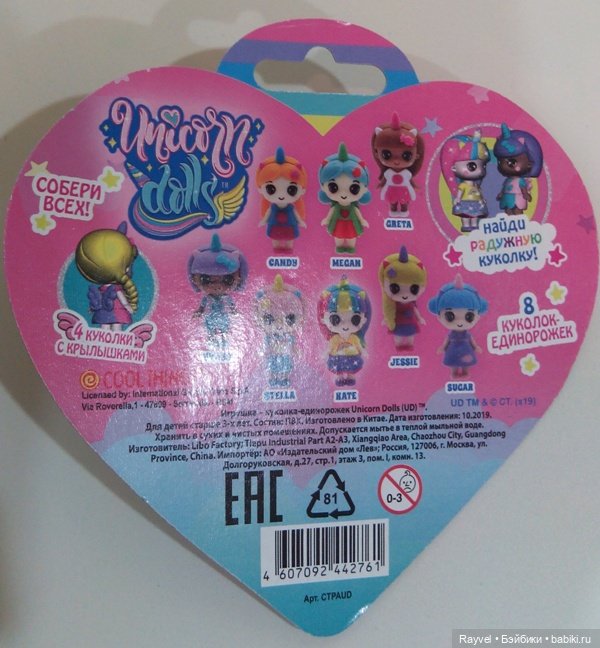 Unicorn
dolls™
СОБЕРИ
ВСЕХ!
GRETA
CANDY
MEGAN
НАЙДИ
РАДУЖНУЮ
КУКОЛКУ!
4 КУКОЛКИ
С КРЫЛЫШКАМИ
STELLA
KATE
JESSIE
SUGAR
8
КУКОЛОК-
ЕДИНОРОЖЕК
COOL THINGS
Licensed by: International
Via Roverella,1 - 47899 -
UD TM & © CT. (s19)
Игрушка – куколка-единорожек Unicorn Dolls (UD) ™.
Для детей старше 3-х лет. Состав: ПВХ. Изготовлено в Китае. Дата изготовления: 10.2019.
Хранить в сухих и чистых помещениях. Допускается мытье в теплой мыльной воде.
Изготовитель: Libo Factory; Tiepu Industrial Part A2-A3, Xiangqiao Area, Chaozhou City, Guangdong
Province, China. Импортёр: АО «Издательский дом «Лев»; Россия, 127006, г. Москва, ул.
Долгоруковская, д.27, стр.1, этаж 3, пом. I, комн. 13.
EAC
81
0-3
4 607092 442761
Арт. CTPAUD
Rayvel • Бэйбики • babiki.ru